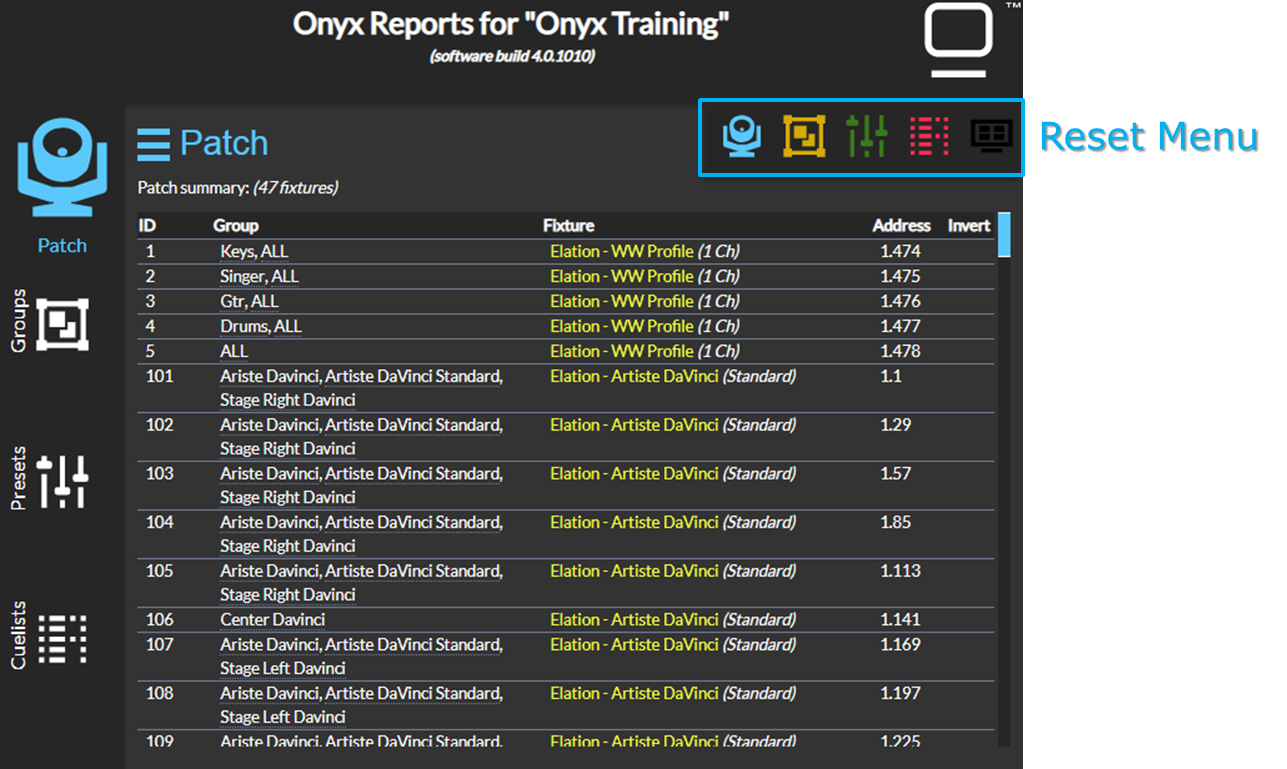 Onyx Reports for "Onyx Training"
(software build 4.0.1010)
TM
Reset Menu
Patch
Patch summary: (47 fixtures)
ID Group Fixture Address Invert
1 Keys, ALL Elation - WW Profile (1 Ch) 1.474
2 Singer, ALL Elation - WW Profile (1 Ch) 1.475
3 Gtr, ALL Elation - WW Profile (1 Ch) 1.476
4 Drums, ALL Elation - WW Profile (1 Ch) 1.477
5 ALL Elation - WW Profile (1 Ch) 1.478
101 Ariste Davinci, Artiste DaVinci Standard, Elation - Artiste DaVinci (Standard) 1.1
Stage Right Davinci
102 Ariste Davinci, Artiste DaVinci Standard, Elation - Artiste DaVinci (Standard) 1.29
Stage Right Davinci
103 Ariste Davinci, Artiste DaVinci Standard, Elation - Artiste DaVinci (Standard) 1.57
Stage Right Davinci
104 Ariste Davinci, Artiste DaVinci Standard, Elation - Artiste DaVinci (Standard) 1.85
Stage Right Davinci
105 Ariste Davinci, Artiste DaVinci Standard, Elation - Artiste DaVinci (Standard) 1.113
Stage Right Davinci
106 Center Davinci Elation - Artiste DaVinci (Standard) 1.141
107 Ariste Davinci, Artiste DaVinci Standard, Elation - Artiste DaVinci (Standard) 1.169
Stage Left Davinci
108 Ariste Davinci, Artiste DaVinci Standard, Elation - Artiste DaVinci (Standard) 1.197
Stage Left Davinci
109 Ariste Davinci, Artiste DaVinci Standard, Elation - Artiste DaVinci (Standard) 1.225
Patch
Groups
Presets
Cuelists